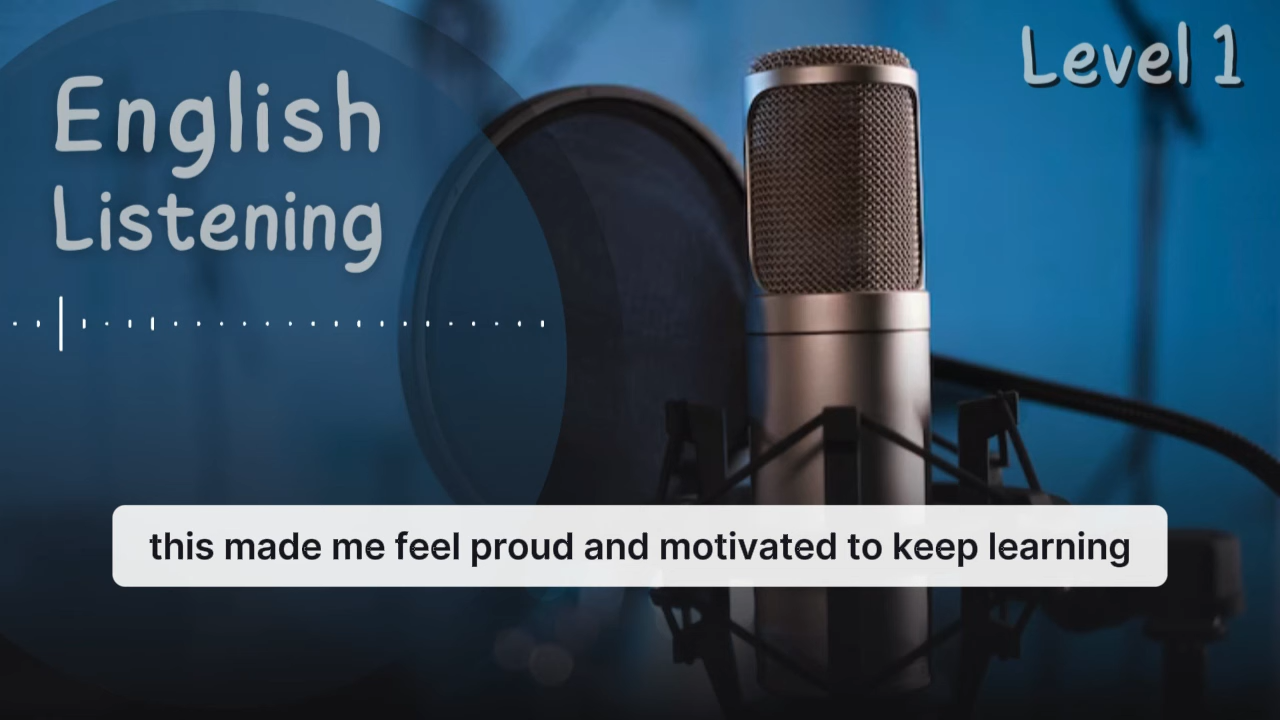 English
Listening
Level 1
this made me feel proud and motivated to keep learning